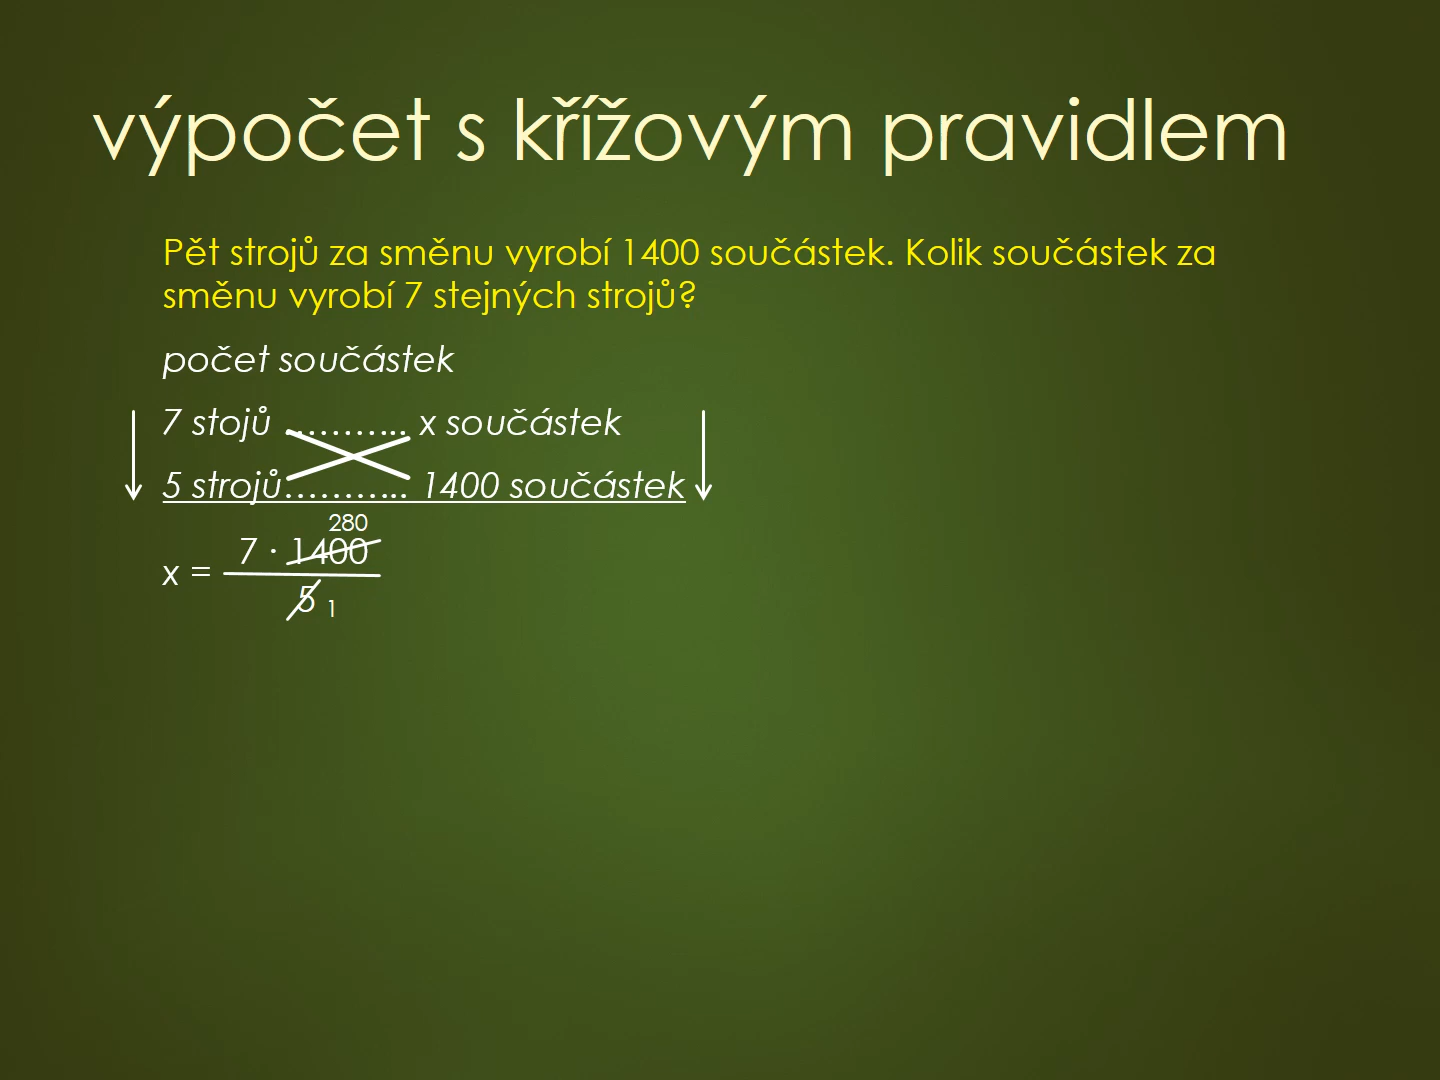 výpočet s křížovým pravidlem
Pět strojů za směnu vyrobí 1400 součástek. Kolik součástek za
směnu vyrobí 7 stejných strojů?
počet součástek
7 stojů ……….. x součástek
5 strojů……….. 1400 součástek
280
7 · 1400
x =
5 1